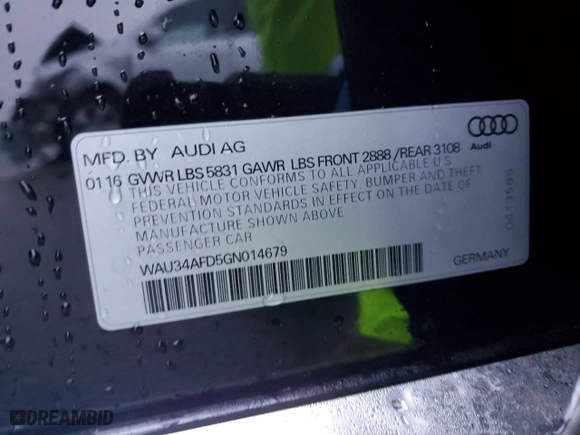 MFD. BY AUDI AG
Audi
01 16 GVWR LBS 5831 GAWR LBS FRONT 2888 / REAR 3108
THIS VEHICLE CONFORMS TO ALL APPLICABLE U.S
FEDERAL MOTOR VEHICLE SAFETY, BUMPER AND THEFT
PREVENTION STANDARDS IN EFFECT ON THE DATE OF
MANUFACTURE SHOWN ABOVE
PASSENGER CAR
WAU34AFD5GN014679
GERMANY
DREAMBID